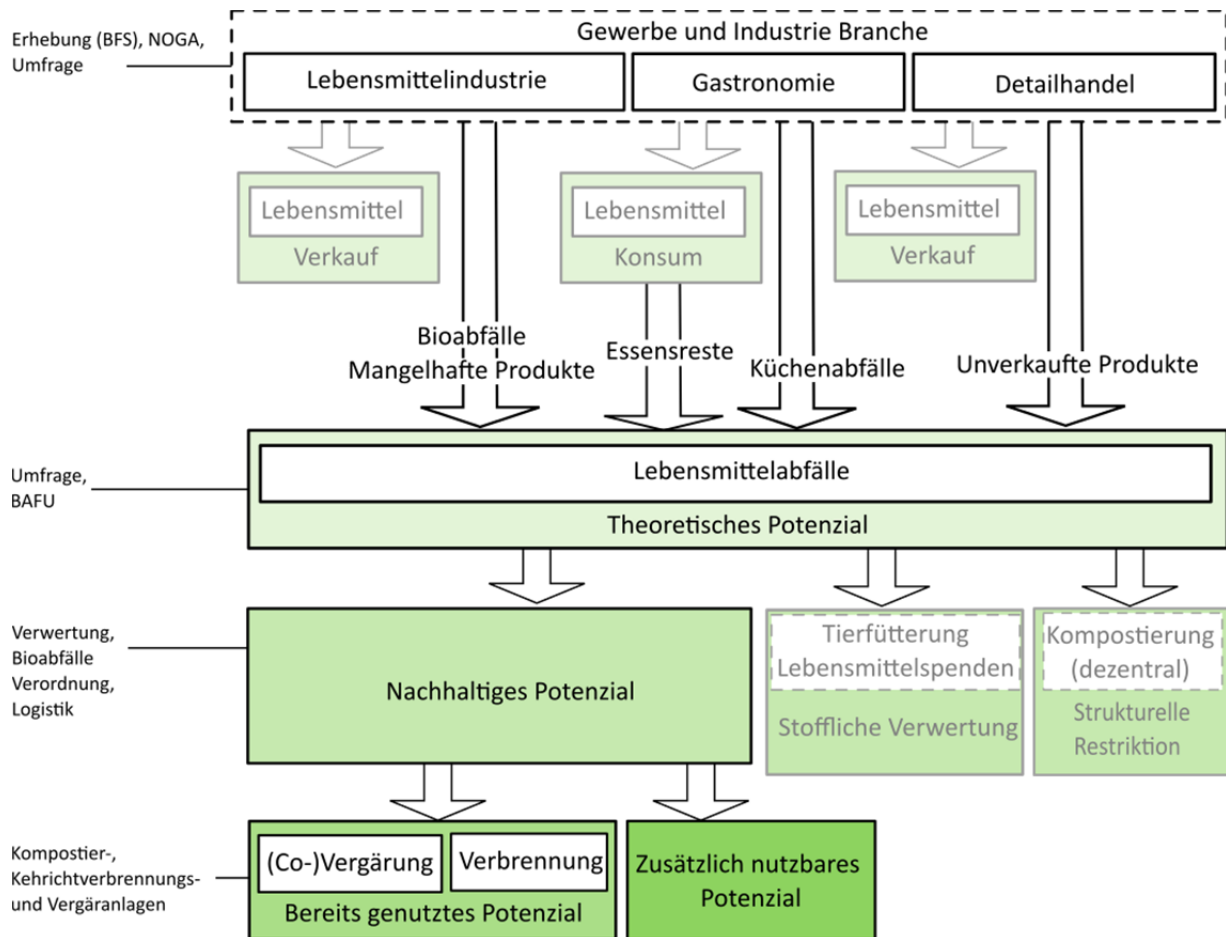 Erhebung (BFS), NOGA,
Umfrage
Gewerbe und Industrie Branche
Lebensmittelindustrie
Gastronomie
Detailhandel
Lebensmittel
Verkauf
Lebensmittel
Konsum
Lebensmittel
Verkauf
Bioabfälle
Mangelhafte Produkte
Essensreste
Küchenabfälle
Unverkaufte Produkte
Umfrage,
BAFU
Lebensmittelabfälle
Theoretisches Potenzial
Verwertung,
Bioabfälle
Verordnung,
Logistik
Nachhaltiges Potenzial
Tierfütterung
Lebensmittelspenden
Stoffliche Verwertung
Kompostierung
(dezentral)
Strukturelle
Restriktion
Kompostier-,
Kehrichtverbrennungs-
und Vergäranlagen
(Co-)Vergärung
Verbrennung
Bereits genutztes Potenzial
Zusätzlich nutzbares
Potenzial